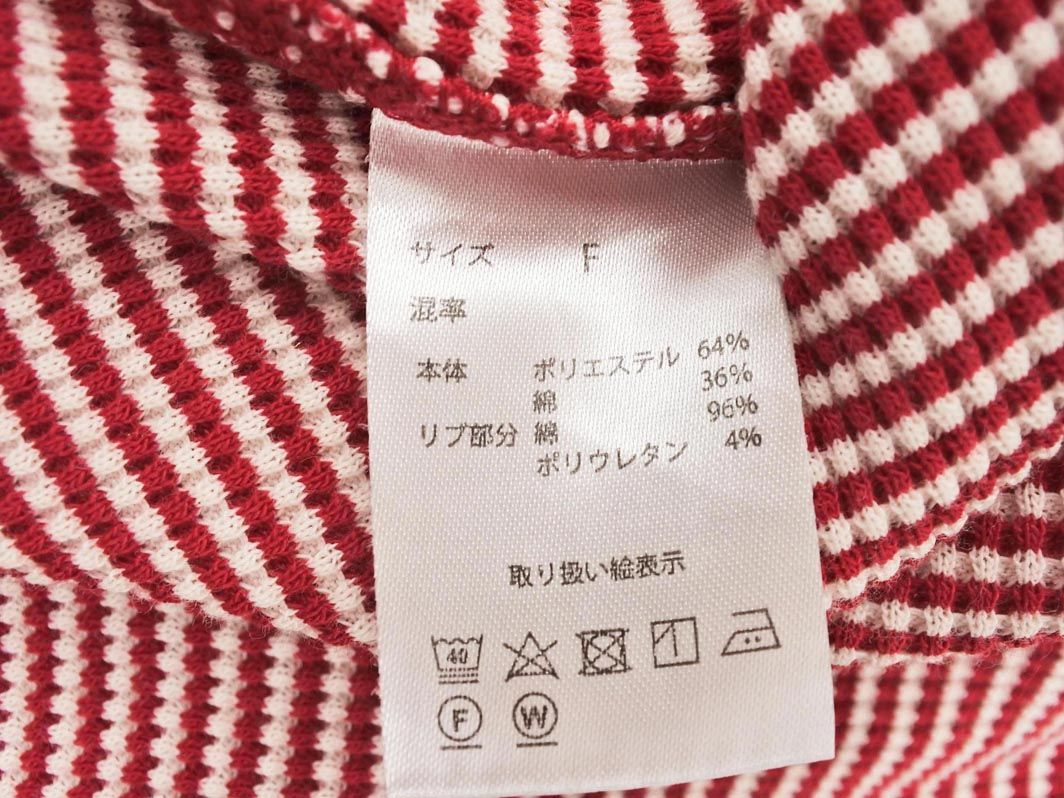 サイズ F
混率
本体 ポリエステル 64%
綿 36%
リブ部分 綿 96%
ポリウレタン 4%
取り扱い絵表示
40
F W